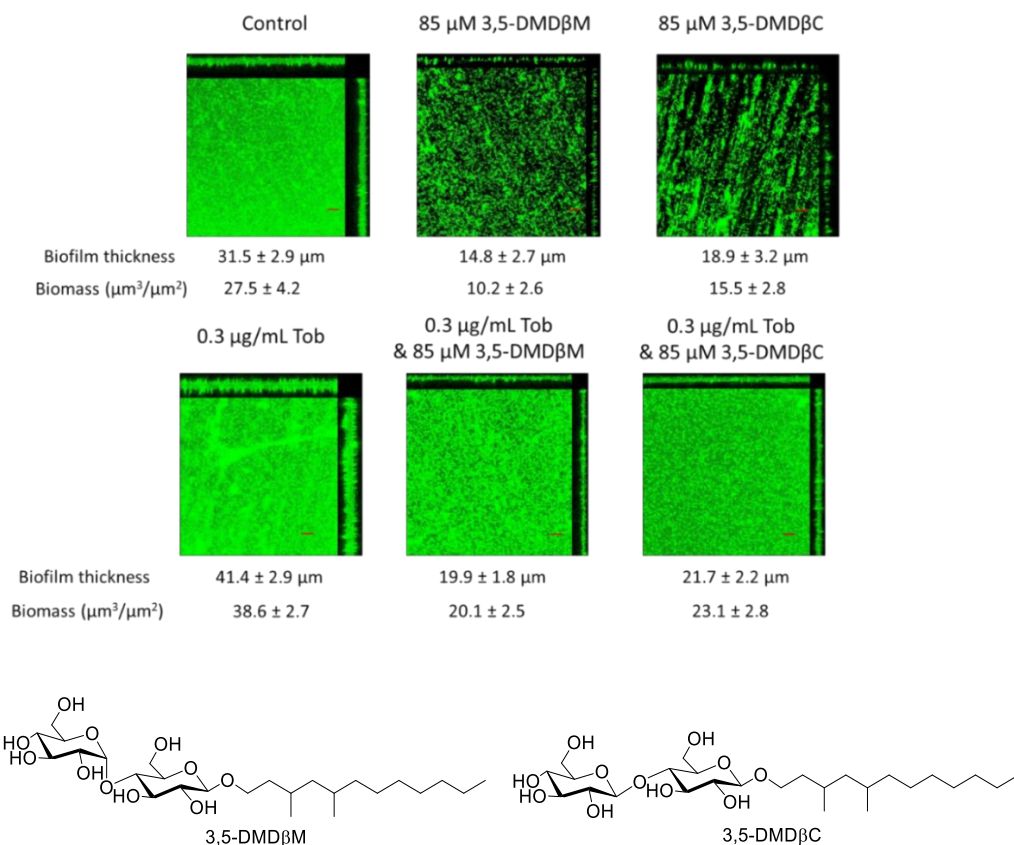 Control 85 μM 3,5-DMDβM 85 μM 3,5-DMDβC
Biofilm thickness 31.5 ± 2.9 μm 14.8 ± 2.7 μm 18.9 ± 3.2 μm
Biomass (μm³/μm²) 27.5 ± 4.2 10.2 ± 2.6 15.5 ± 2.8
0.3 μg/mL Tob
0.3 μg/mL Tob
& 85 μM 3,5-DMDβM
0.3 μg/mL Tob
& 85 μM 3,5-DMDβC
Biofilm thickness 41.4 ± 2.9 μm 19.9 ± 1.8 μm 21.7 ± 2.2 μm
Biomass (μm³/μm²) 38.6 ± 2.7 20.1 ± 2.5 23.1 ± 2.8
OH
HO
HO
O
OH
O
OH
O
HO
OH
O
3,5-DMDβM
OH
HO
HO
O
OH
O
OH
O
HO
OH
O
3,5-DMDβC